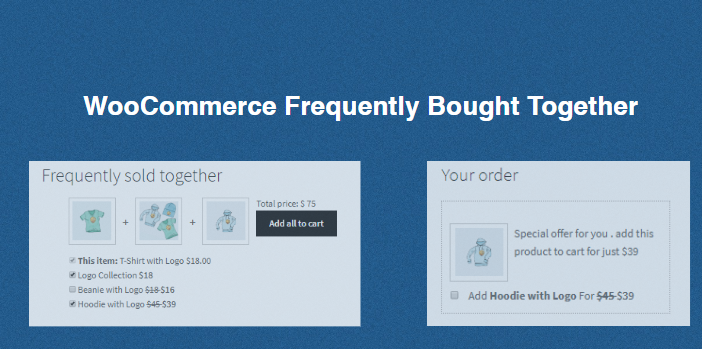 WooCommerce Frequently Bought Together
Frequently sold together
+ +
Total price: $ 75
Add all to cart
This item: T-Shirt with Logo $18.00
Logo Collection $18
Beanie with Logo $18 $16
Hoodie with Logo $45 $39
Your order
Special offer for you . add this
product to cart for just $39
Add Hoodie with Logo For $45 $39